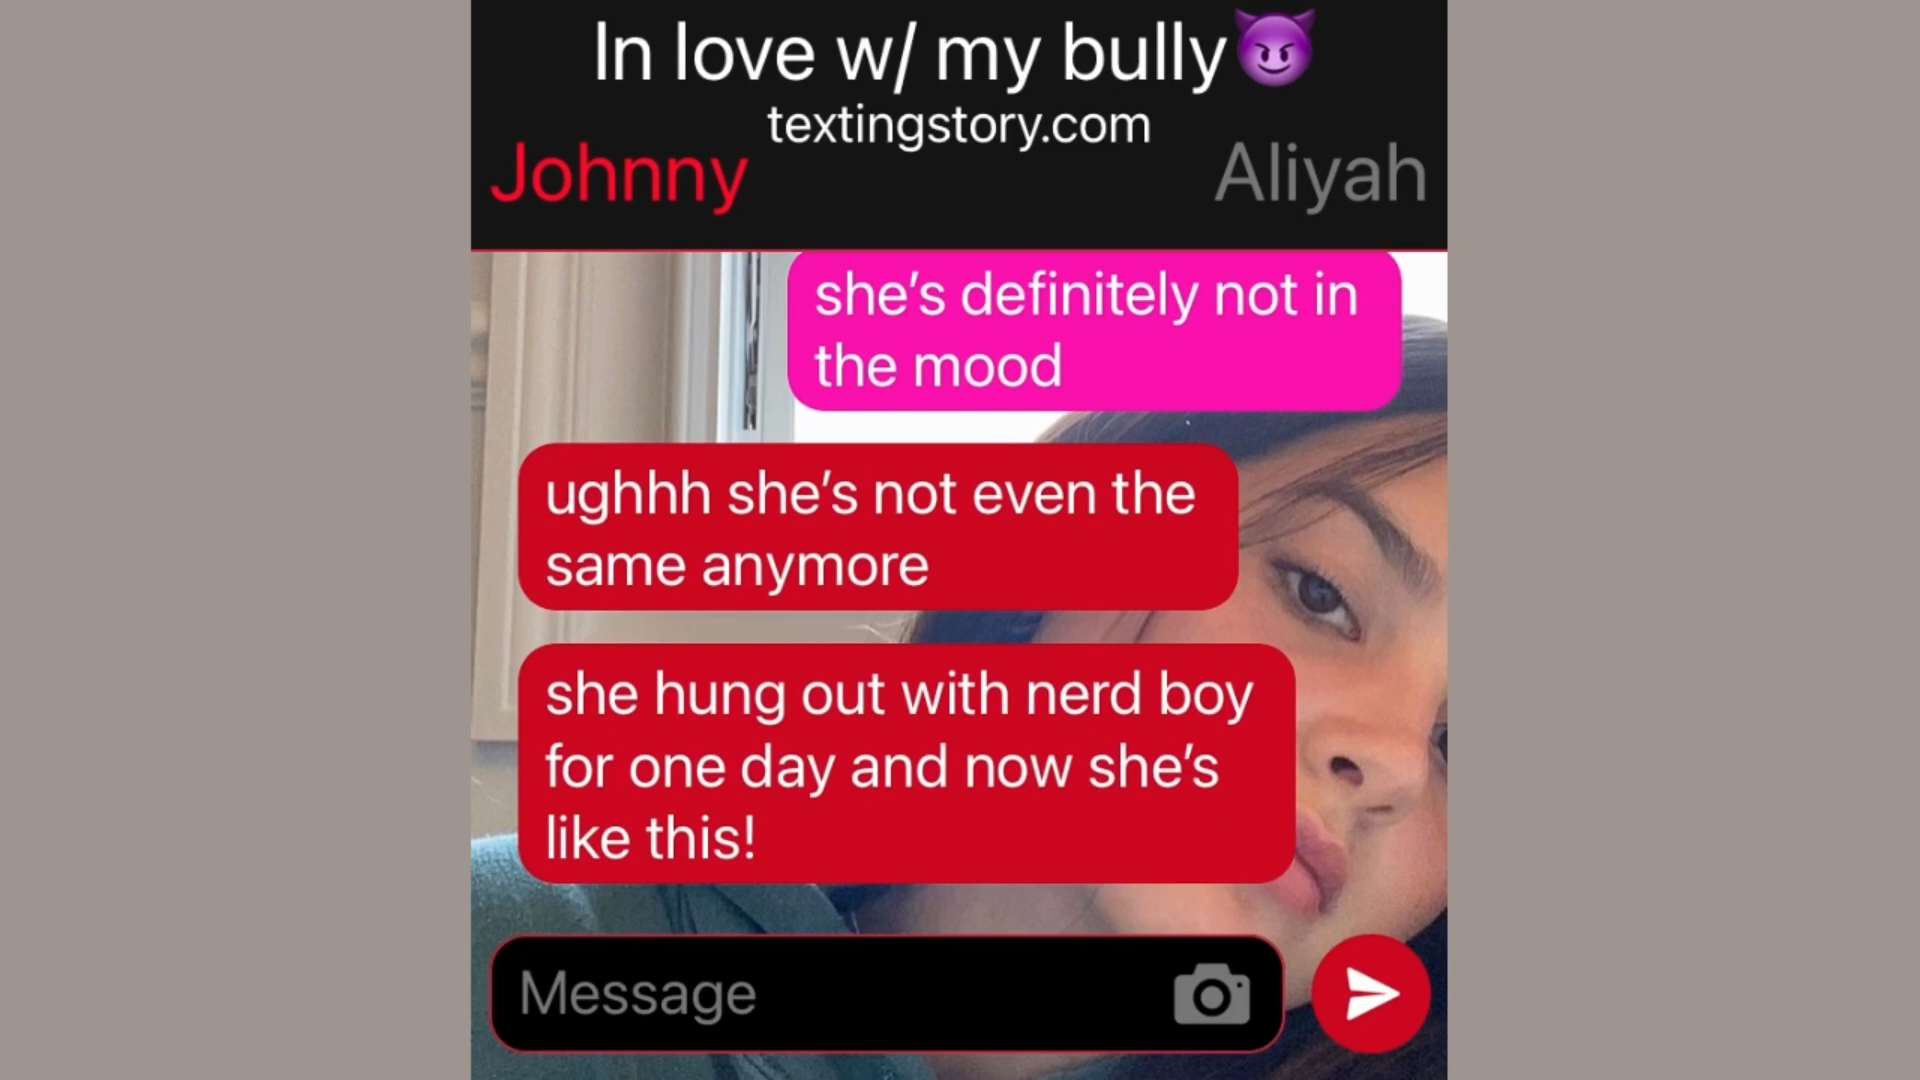 In love w/ my bully😈
textingstory.com
Johnny
Aliyah
she’s definitely not in
the mood
ughhh she’s not even the
same anymore
she hung out with nerd boy
for one day and now she’s
like this!
Message